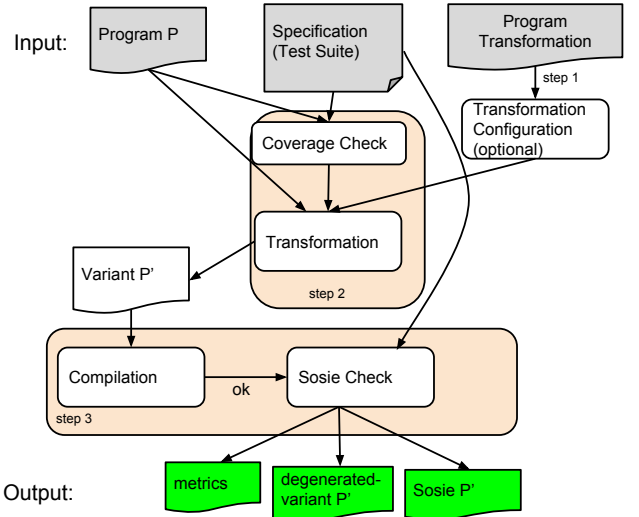 Input:
Program P
Specification
(Test Suite)
Program
Transformation
step 1
Transformation
Configuration
(optional)
Coverage Check
Transformation
step 2
Variant P'
Compilation
ok
Sosie Check
step 3
Output:
metrics
degenerated-
variant P'
Sosie P'